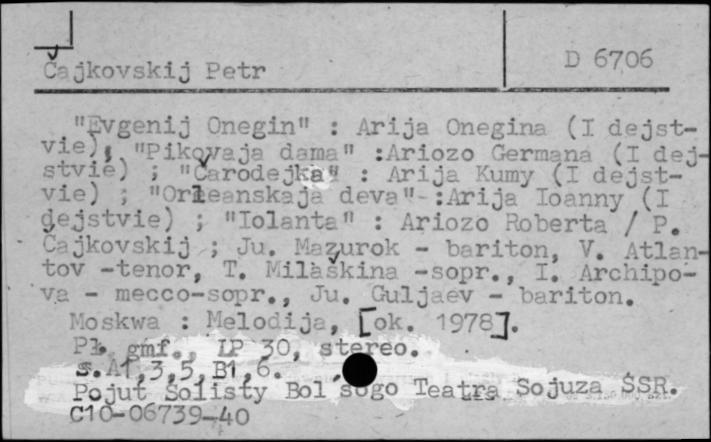 Čajkovskij Petr
D 6706
"Evgenij Onegin" : Arija Onegina (I dejst-
vie); "Pikovaja dama" :Ariozo Germana (I dej-
stvie) ; "Čarodejka" : Arija Kumy (I dejst-
vie) ; "Orleanskaja deva" :Arija Ioanny (I
dejstvie) ; "Iolanta" : Ariozo Roberta / P.
Čajkovskij ; Ju. Mazurok - bariton, V. Atlan-
tov -tenor, T. Milaškina -sopr., I. Archipo-
va - mecco-sopr., Ju. Guljaev - bariton.
Moskwa : Melodija, [ok. 1978].
Pł. gmf., LP 30, stereo.
s.A1,3,5,B1,6.
Pojut Solisty Bol'šogo Teatra Sojuza SSR.
C10-06739-40